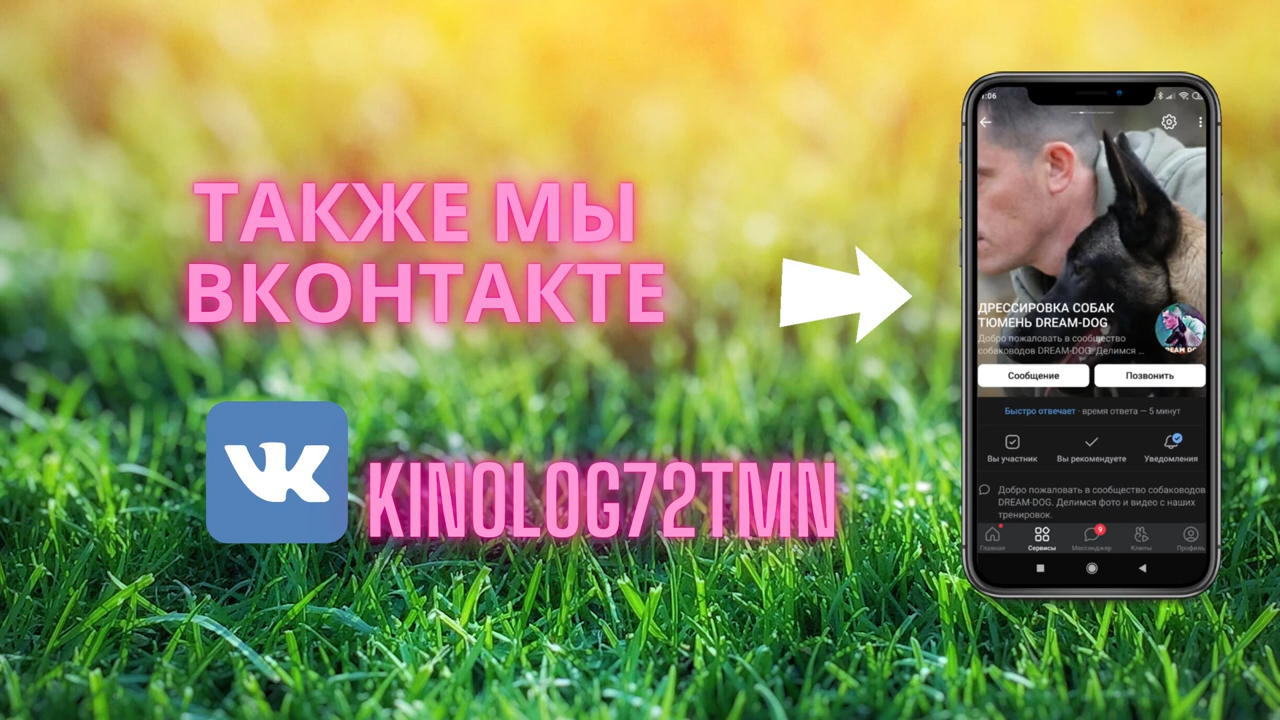 ТАКЖЕ МЫ
ВКОНТАКТЕ
KINOLOG72TMN
:06
ДРЕССИРОВКА СОБАК
ТЮМЕНЬ DREAM-DOG
Добро пожаловать в сообщество
собаководов DREAM-DOG. Делимся ...
Сообщение
Позвонить
Быстро отвечает · время ответа — 5 минут
Вы участник
Вы рекомендуете
Уведомления
Добро пожаловать в сообщество собаководов
DREAM-DOG. Делимся фото и видео с наших
тренировок.
9
Главная
Сервисы
Мессенджер
Клипы
Профиль